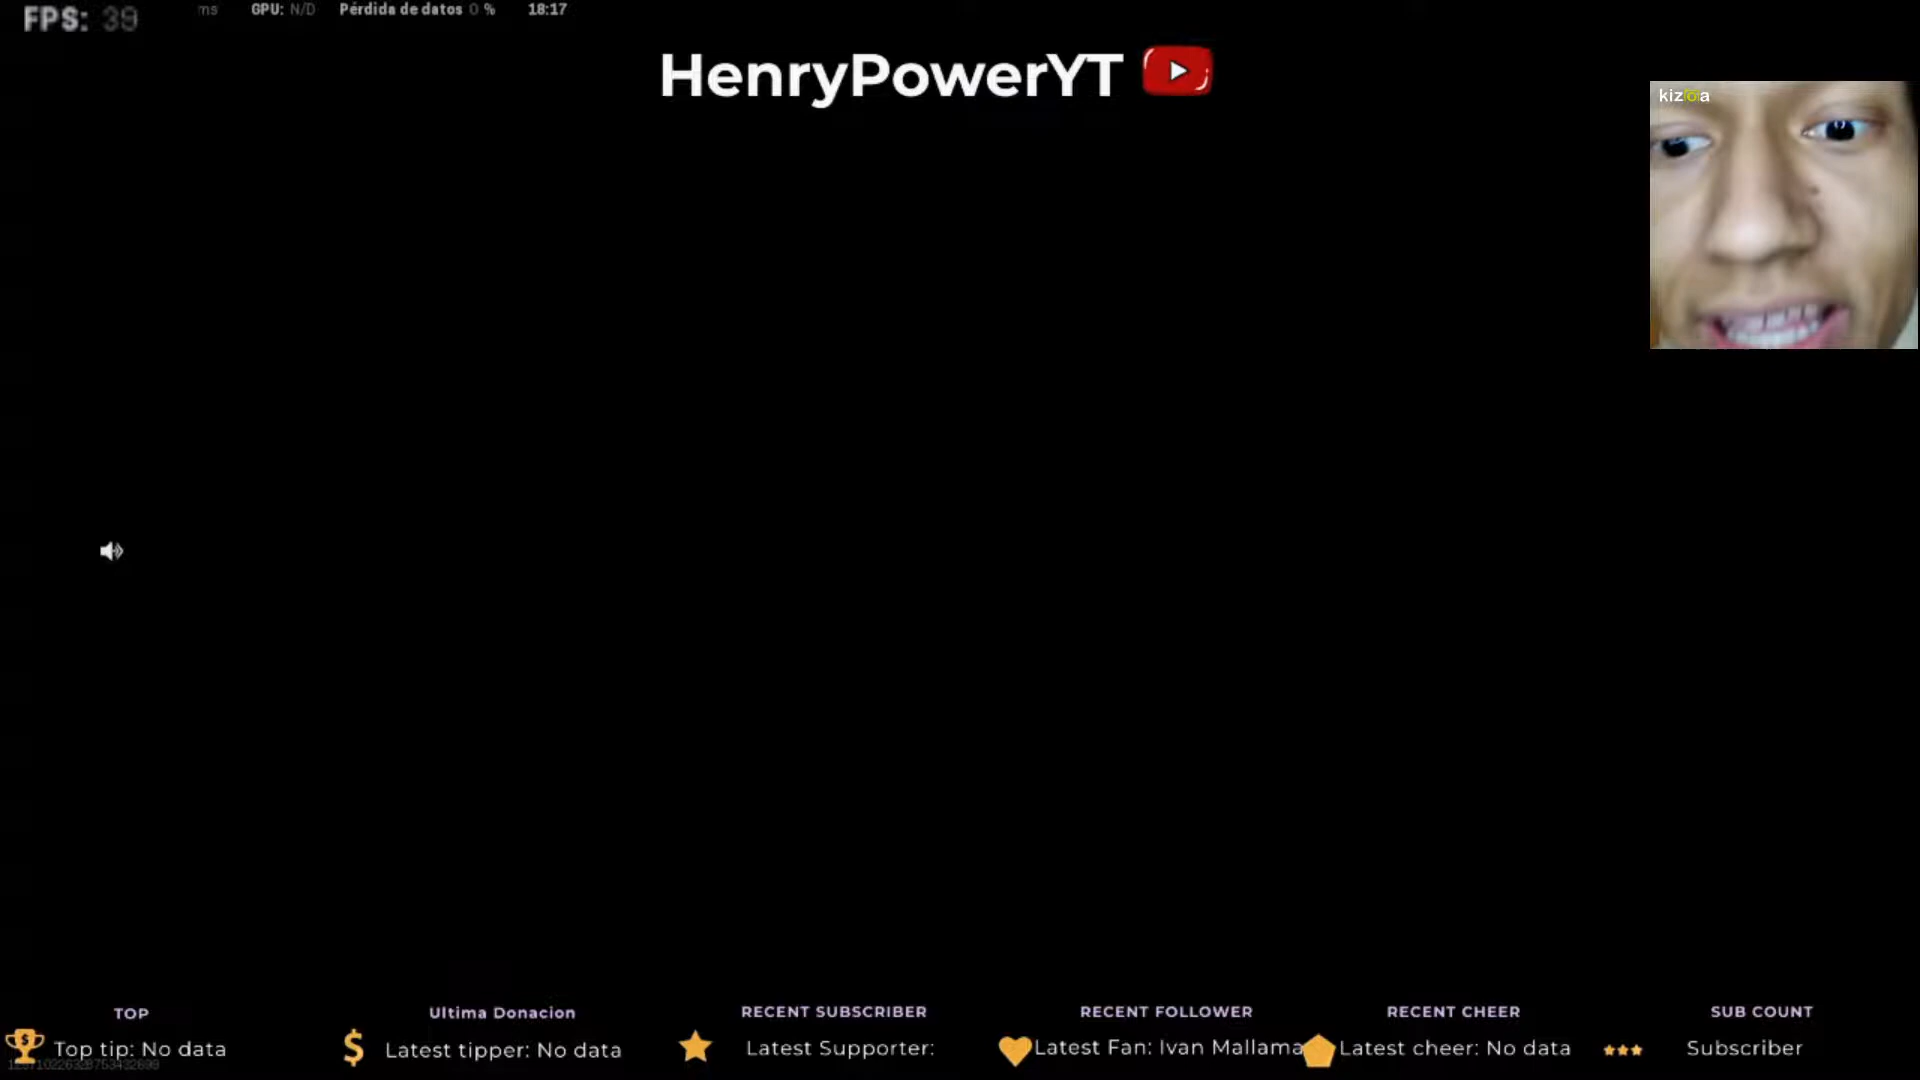 FPS: 39
ms GPU: N/D Pérdida de datos 0 % 18:17
HenryPowerYT
kizoa
TOP
Top tip: No data
Ultima Donacion
Latest tipper: No data
RECENT SUBSCRIBER
Latest Supporter:
RECENT FOLLOWER
Latest Fan: Ivan Mallama
RECENT CHEER
Latest cheer: No data
SUB COUNT
Subscriber